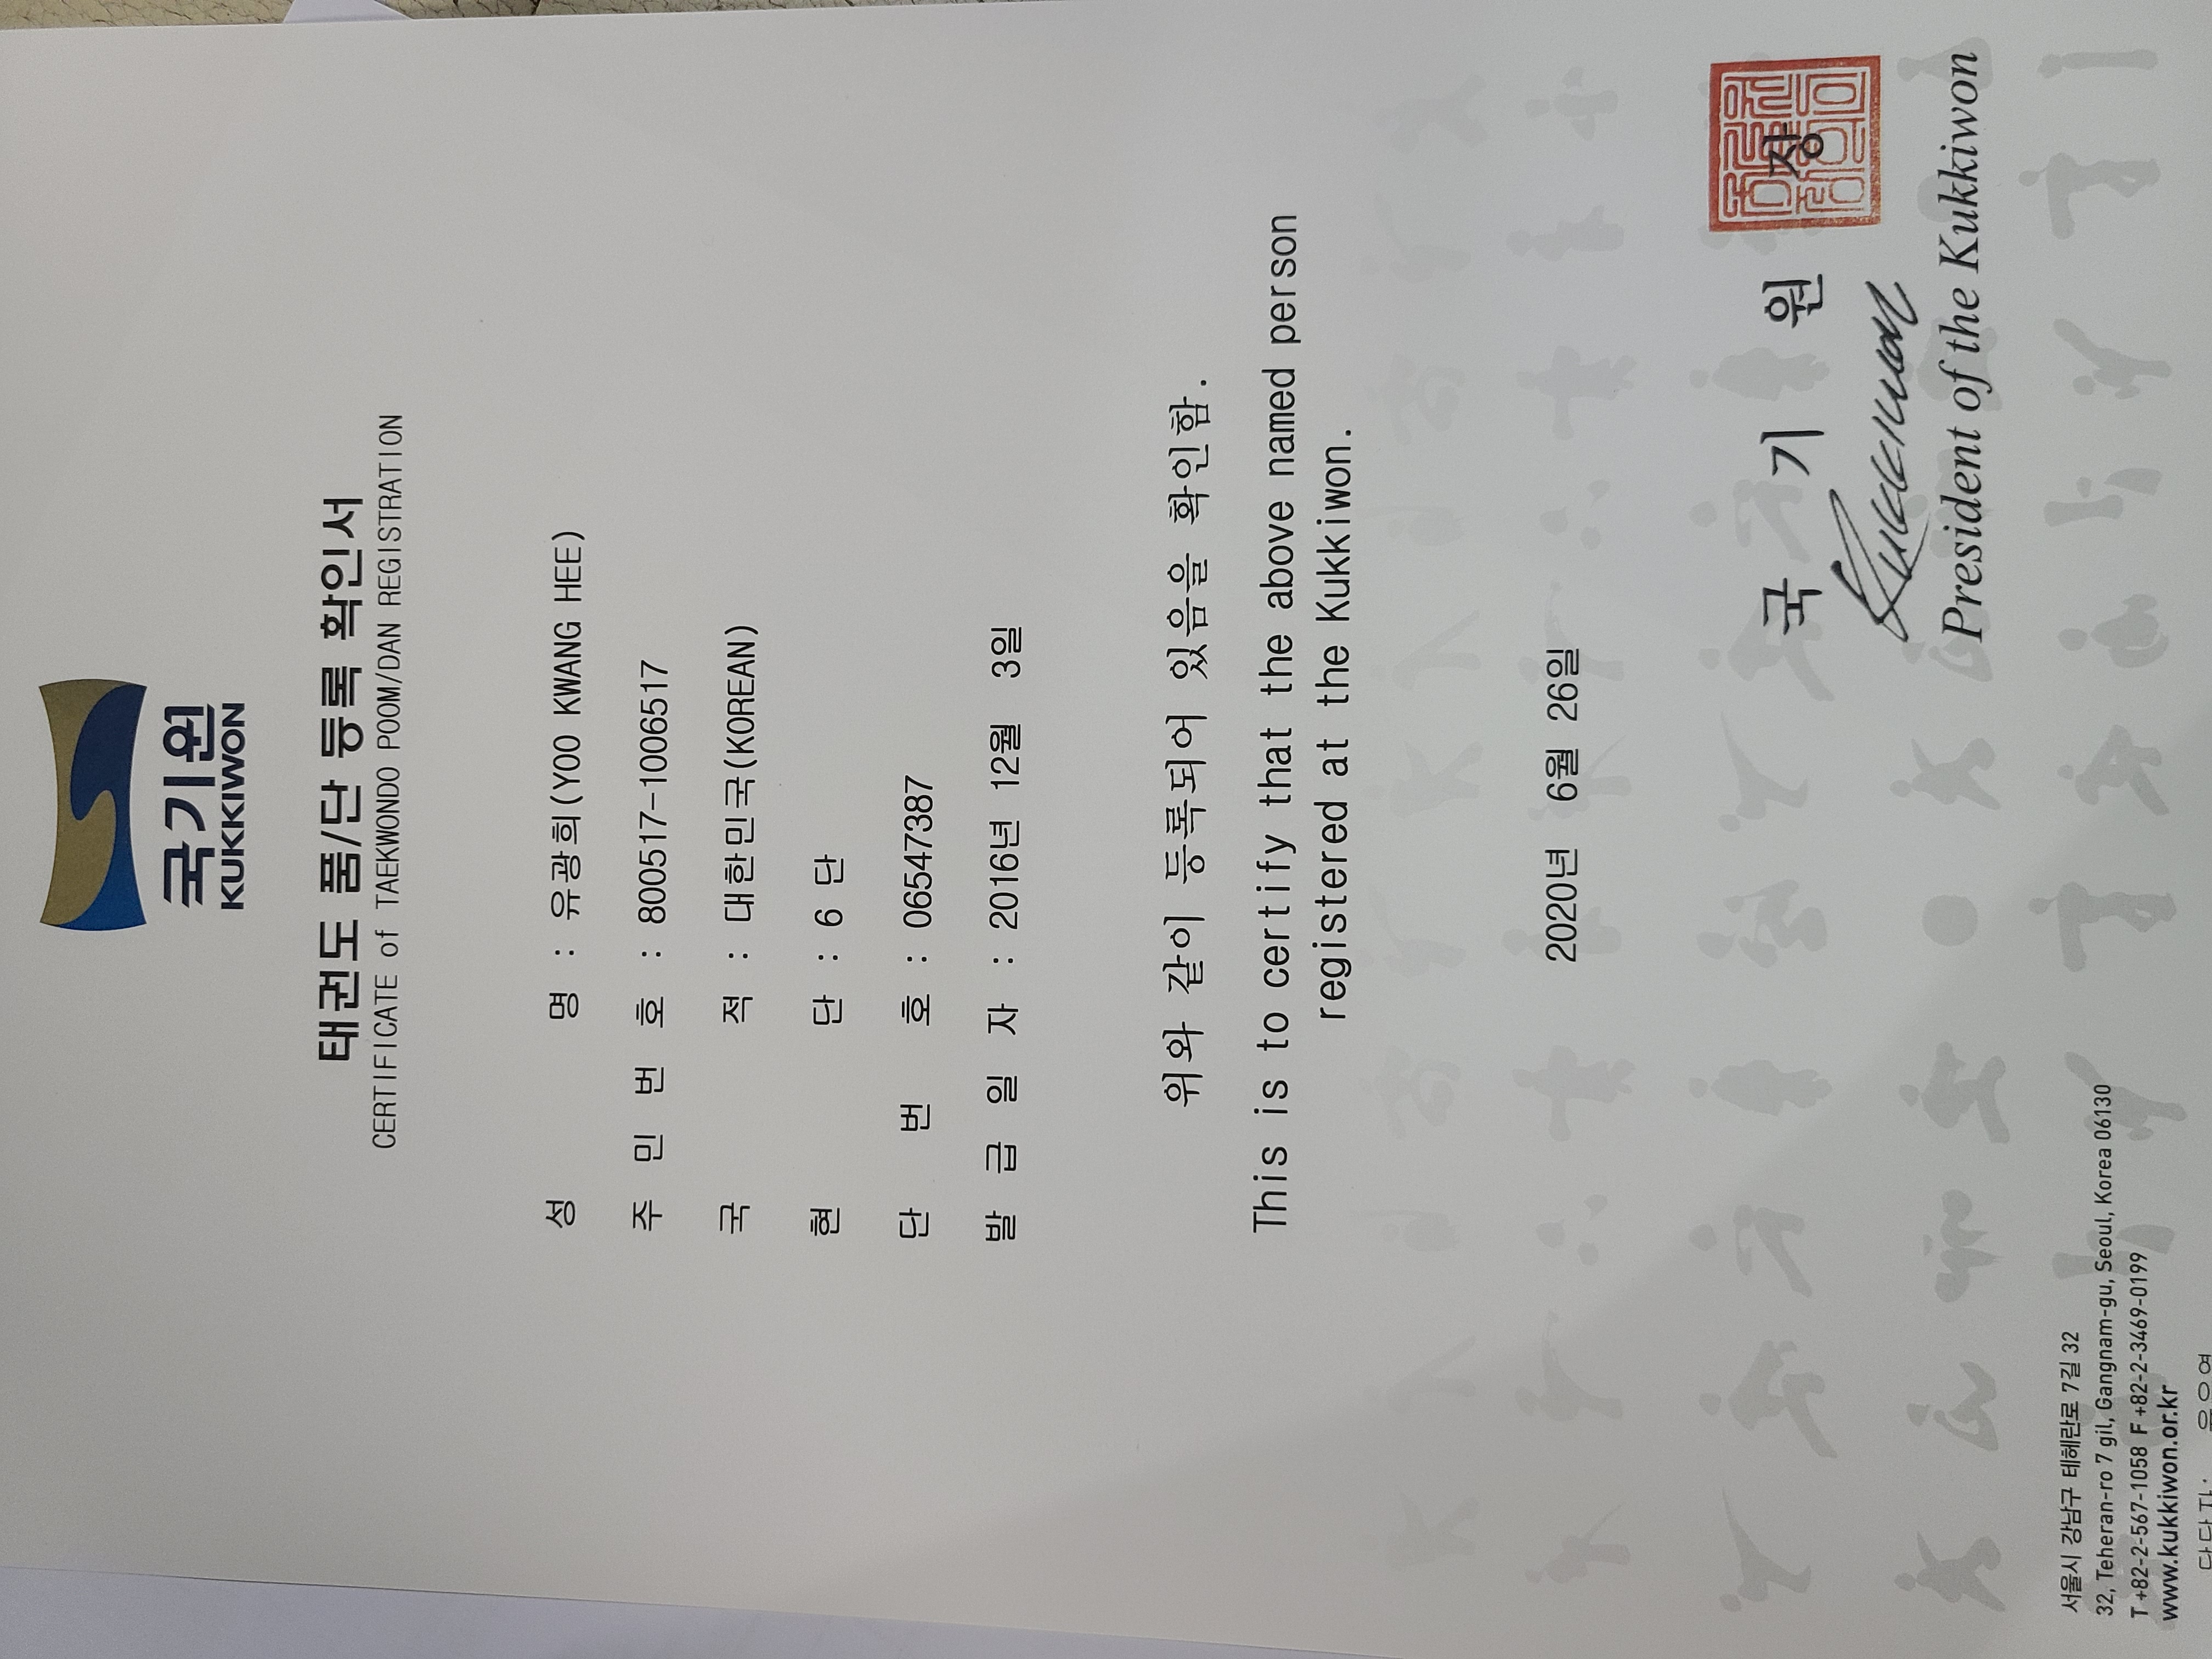 국기원
KUKKIWON
태권도 품/단 등록 확인서
CERTIFICATE of TAEKWONDO POOM/DAN REGISTRATION
성 명 : 유광희(YOO KWANG HEE)
주 민 번 호 : 800517-1006517
국 적 : 대한민국(KOREAN)
현 단 : 6 단
단 번 호 : 06547387
발 급 일 자 : 2016년 12월 3일
위와 같이 등록되어 있음을 확인함.
This is to certify that the above named person
registered at the Kukkiwon.
2020년 6월 26일
국 기 원 장
Kukkiwon
President of the Kukkiwon
서울시 강남구 테헤란로 7길 32
32, Teheran-ro 7 gil, Gangnam-gu, Seoul, Korea 06130
T +82-2-567-1058 F +82-2-3469-0199
www.kukkiwon.or.kr